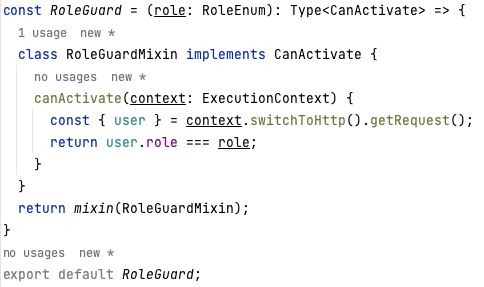 const RoleGuard = (role: RoleEnum): Type<CanActivate> => {
1 usage   new *
  class RoleGuardMixin implements CanActivate {
    no usages   new *
    canActivate(context: ExecutionContext) {
      const { user } = context.switchToHttp().getRequest();
      return user.role === role;
    }
  }
  return mixin(RoleGuardMixin);
}
no usages   new *
export default RoleGuard;